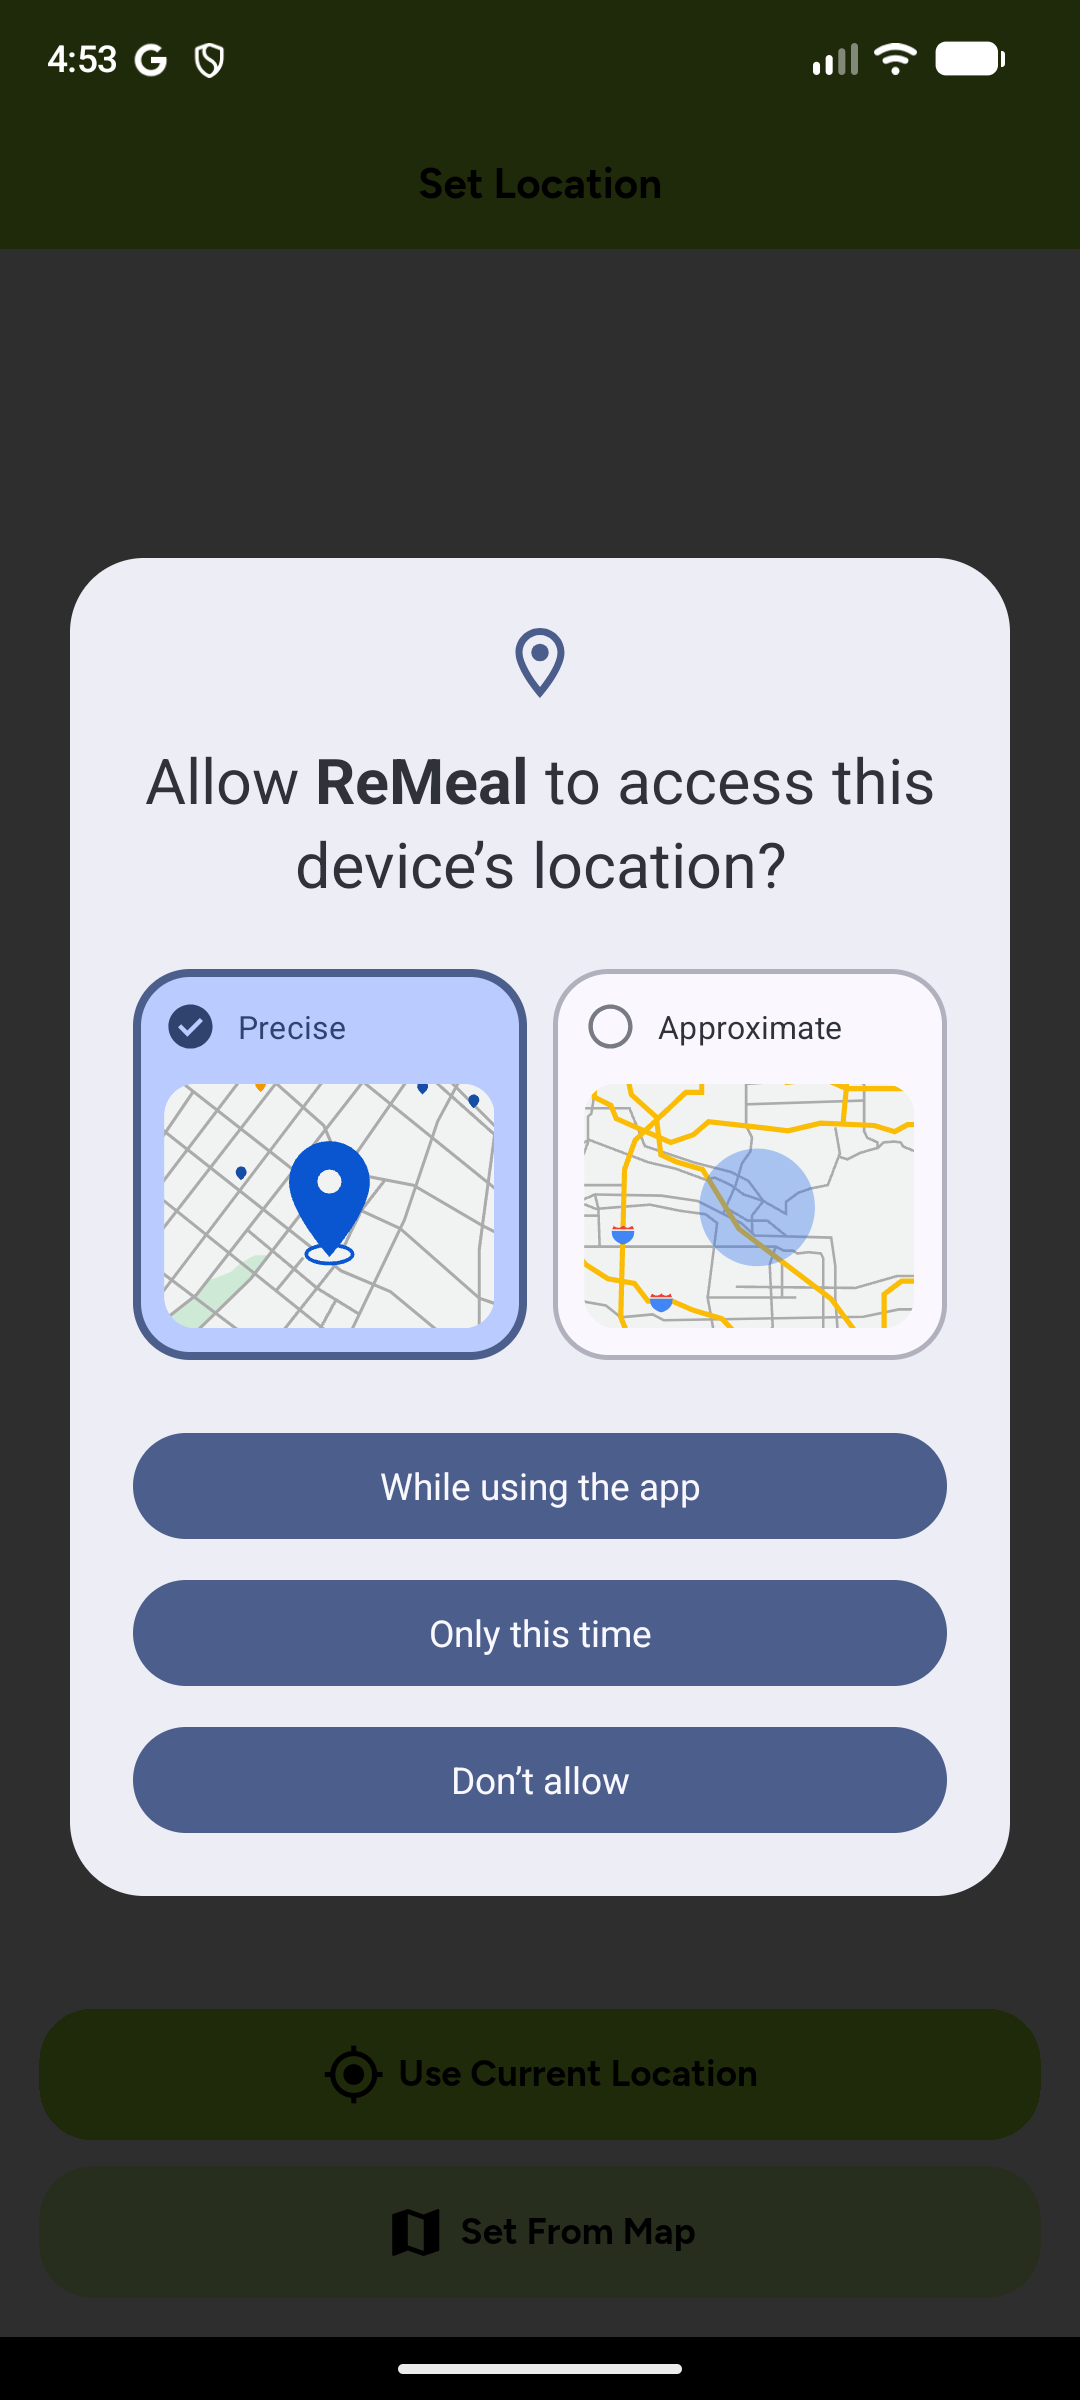 4:53
Set Location
Allow ReMeal to access this
device’s location?
Precise
Approximate
While using the app
Only this time
Don’t allow
Use Current Location
Set From Map